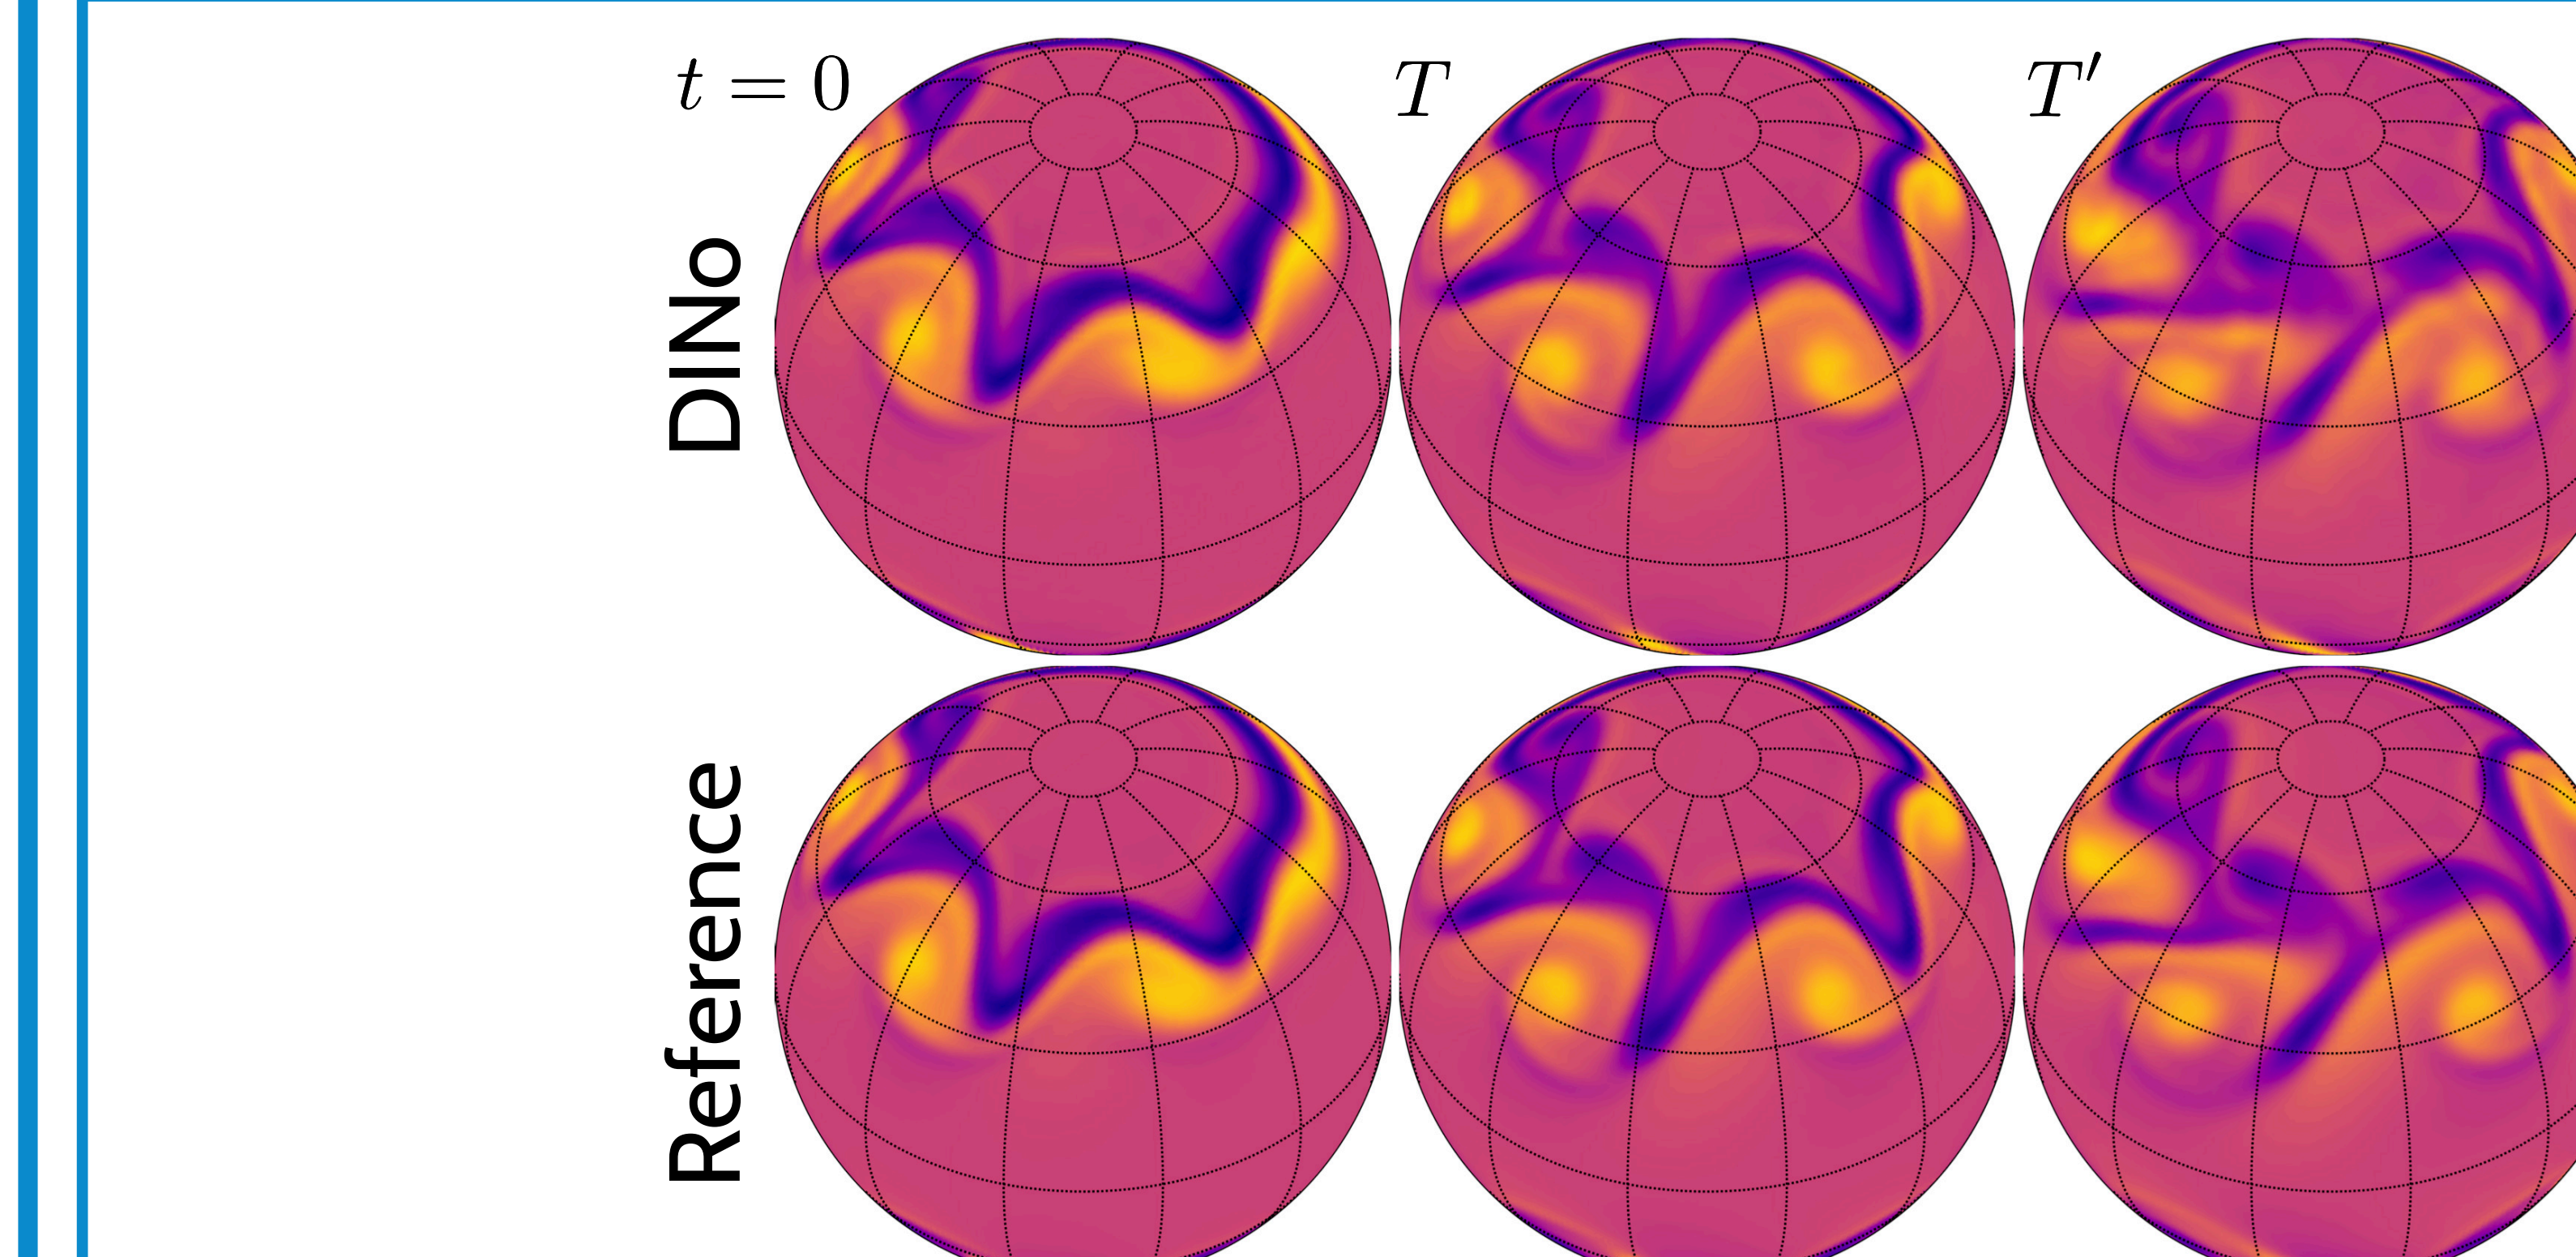 t = 0
T
T′
DINo
Reference